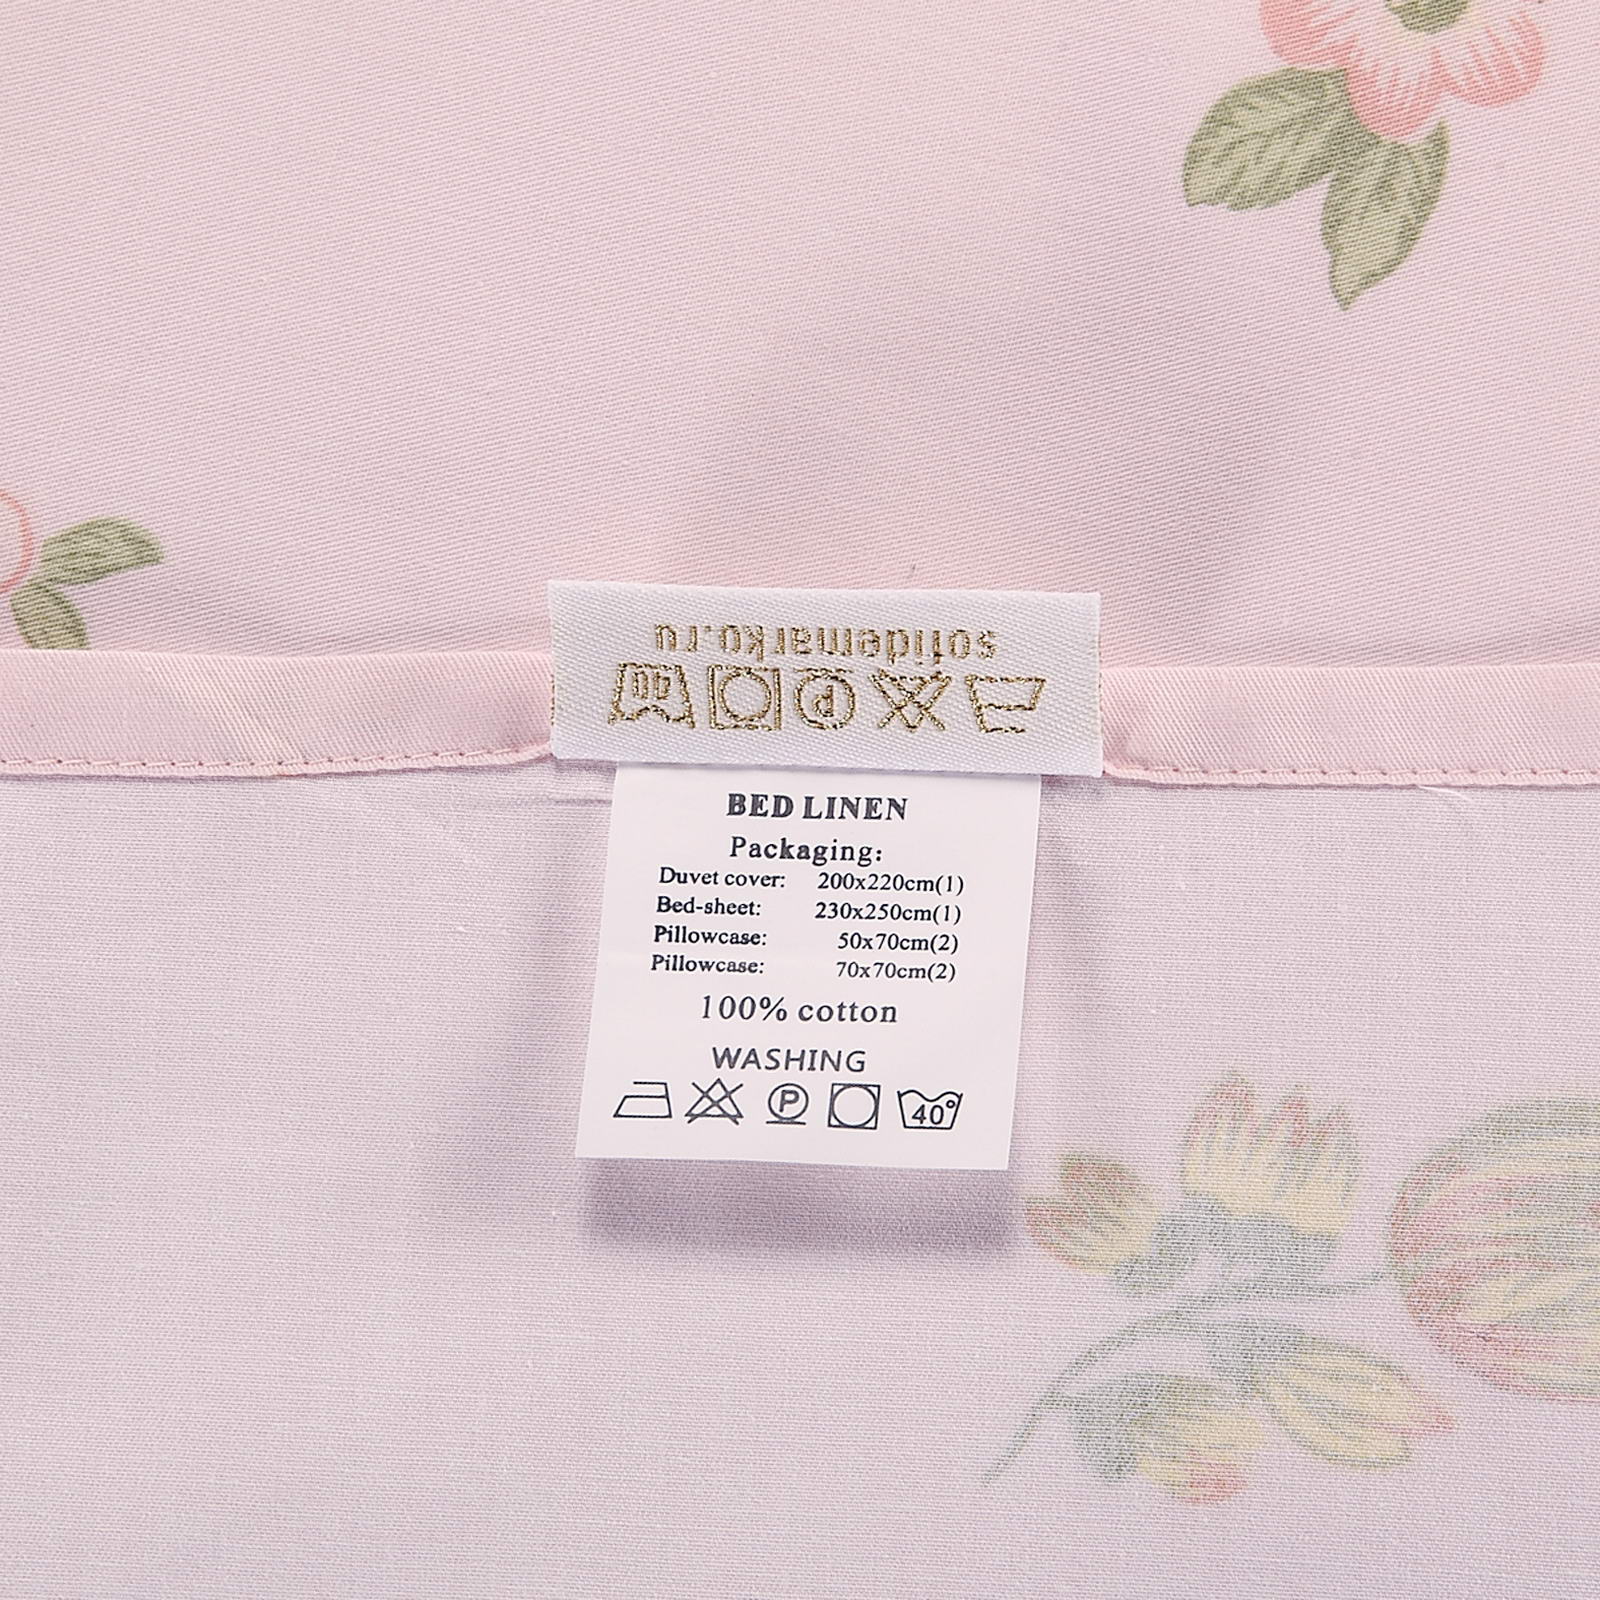 sofidemarko.ru
BED LINEN
Packaging:
Duvet cover: 200x220cm(1)
Bed-sheet: 230x250cm(1)
Pillowcase: 50x70cm(2)
Pillowcase: 70x70cm(2)
100% cotton
WASHING
P 40°